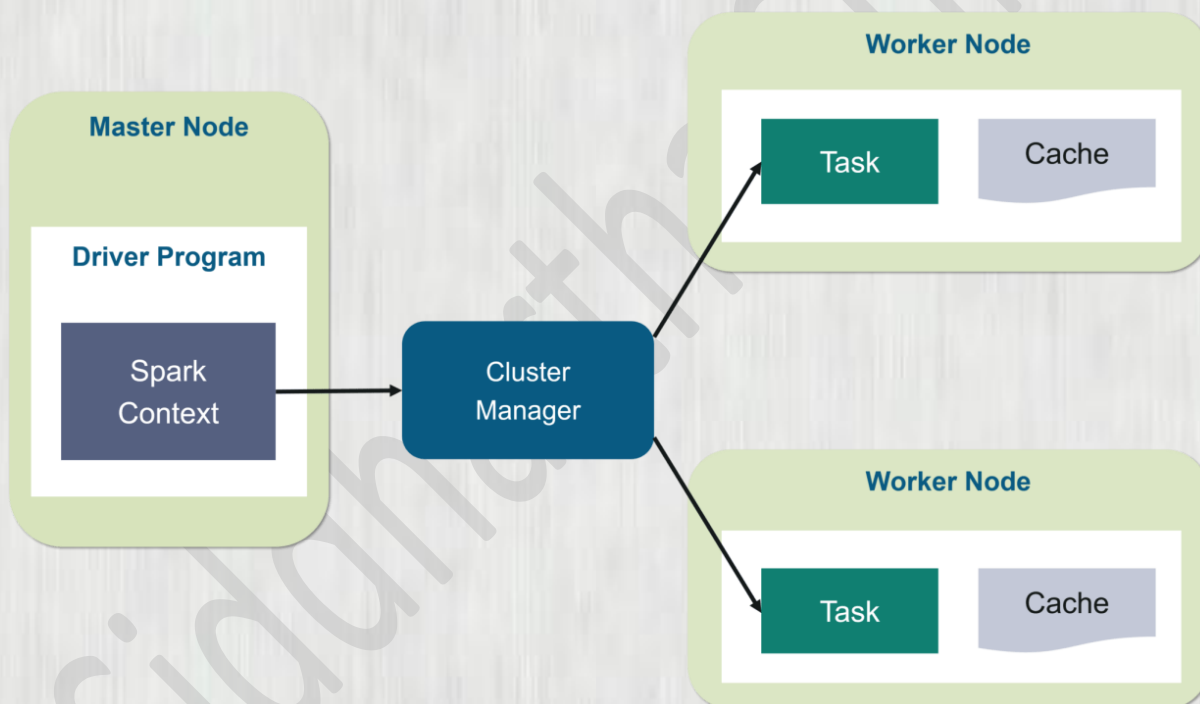 Master Node
Driver Program
Spark
Context
Cluster
Manager
Worker Node
Task
Cache
Worker Node
Task
Cache